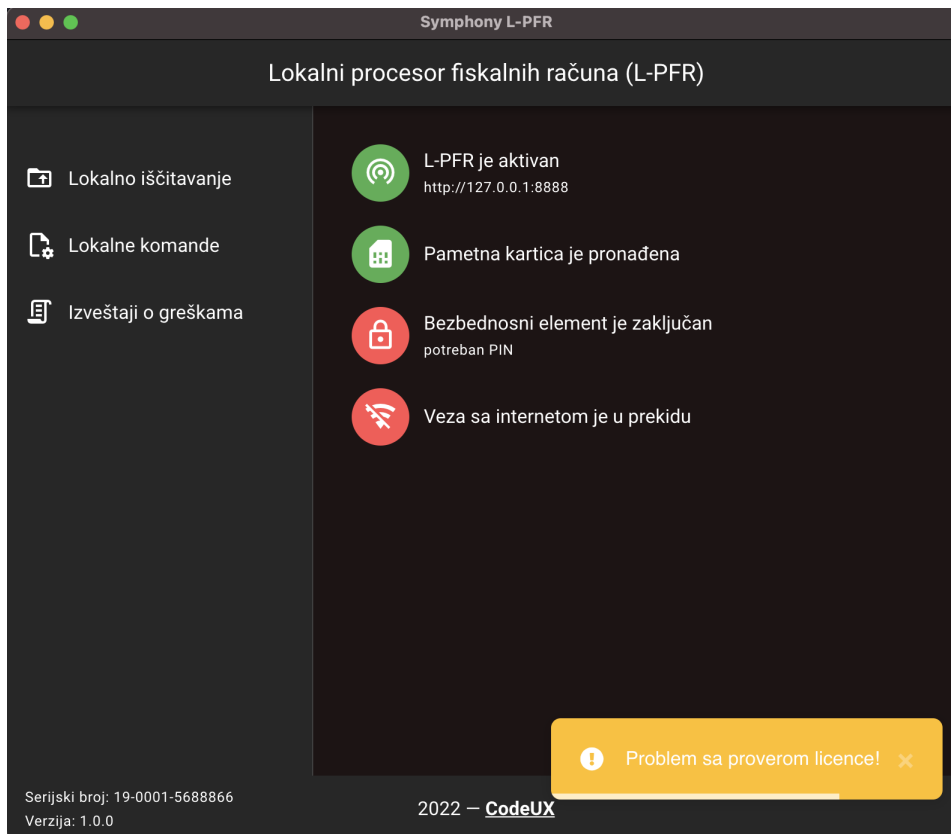 Symphony L-PFR
Lokalni procesor fiskalnih računa (L-PFR)
Lokalno iščitavanje
Lokalne komande
Izveštaji o greškama
L-PFR je aktivan
http://127.0.0.1:8888
Pametna kartica je pronađena
Bezbednosni element je zaključan
potreban PIN
Veza sa internetom je u prekidu
Problem sa proverom licence!
Serijski broj: 19-0001-5688866
Verzija: 1.0.0
2022 — CodeUX